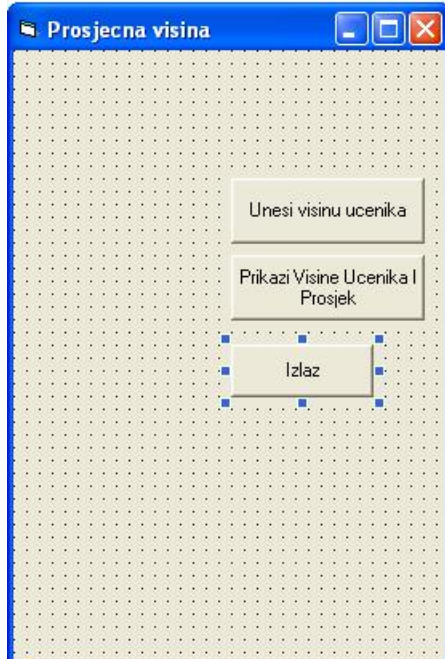 Prosjecna visina
Unesi visinu ucenika
Prikazi Visine Ucenika I
Prosjek
Izlaz